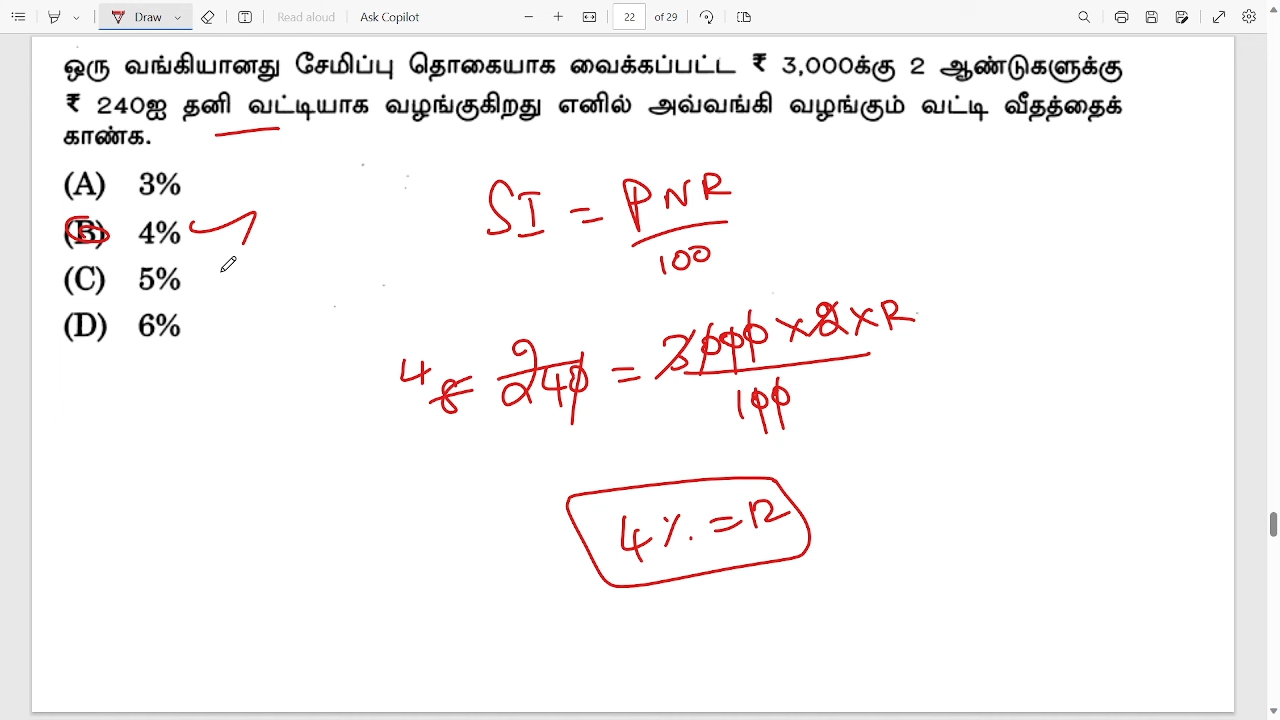 Draw
Read aloud
Ask Copilot
22 of 29
ஒரு வங்கியானது சேமிப்பு தொகையாக வைக்கப்பட்ட ₹ 3,000க்கு 2 ஆண்டுகளுக்கு
₹ 240ஐ தனி வட்டியாக வழங்குகிறது எனில் அவ்வங்கி வழங்கும் வட்டி வீதத்தைக்
காண்க.
(A) 3%
(B) 4%
(C) 5%
(D) 6%
SI = PNR
100
4 8 240 = 3000 × 2 × R
100
4 % = R